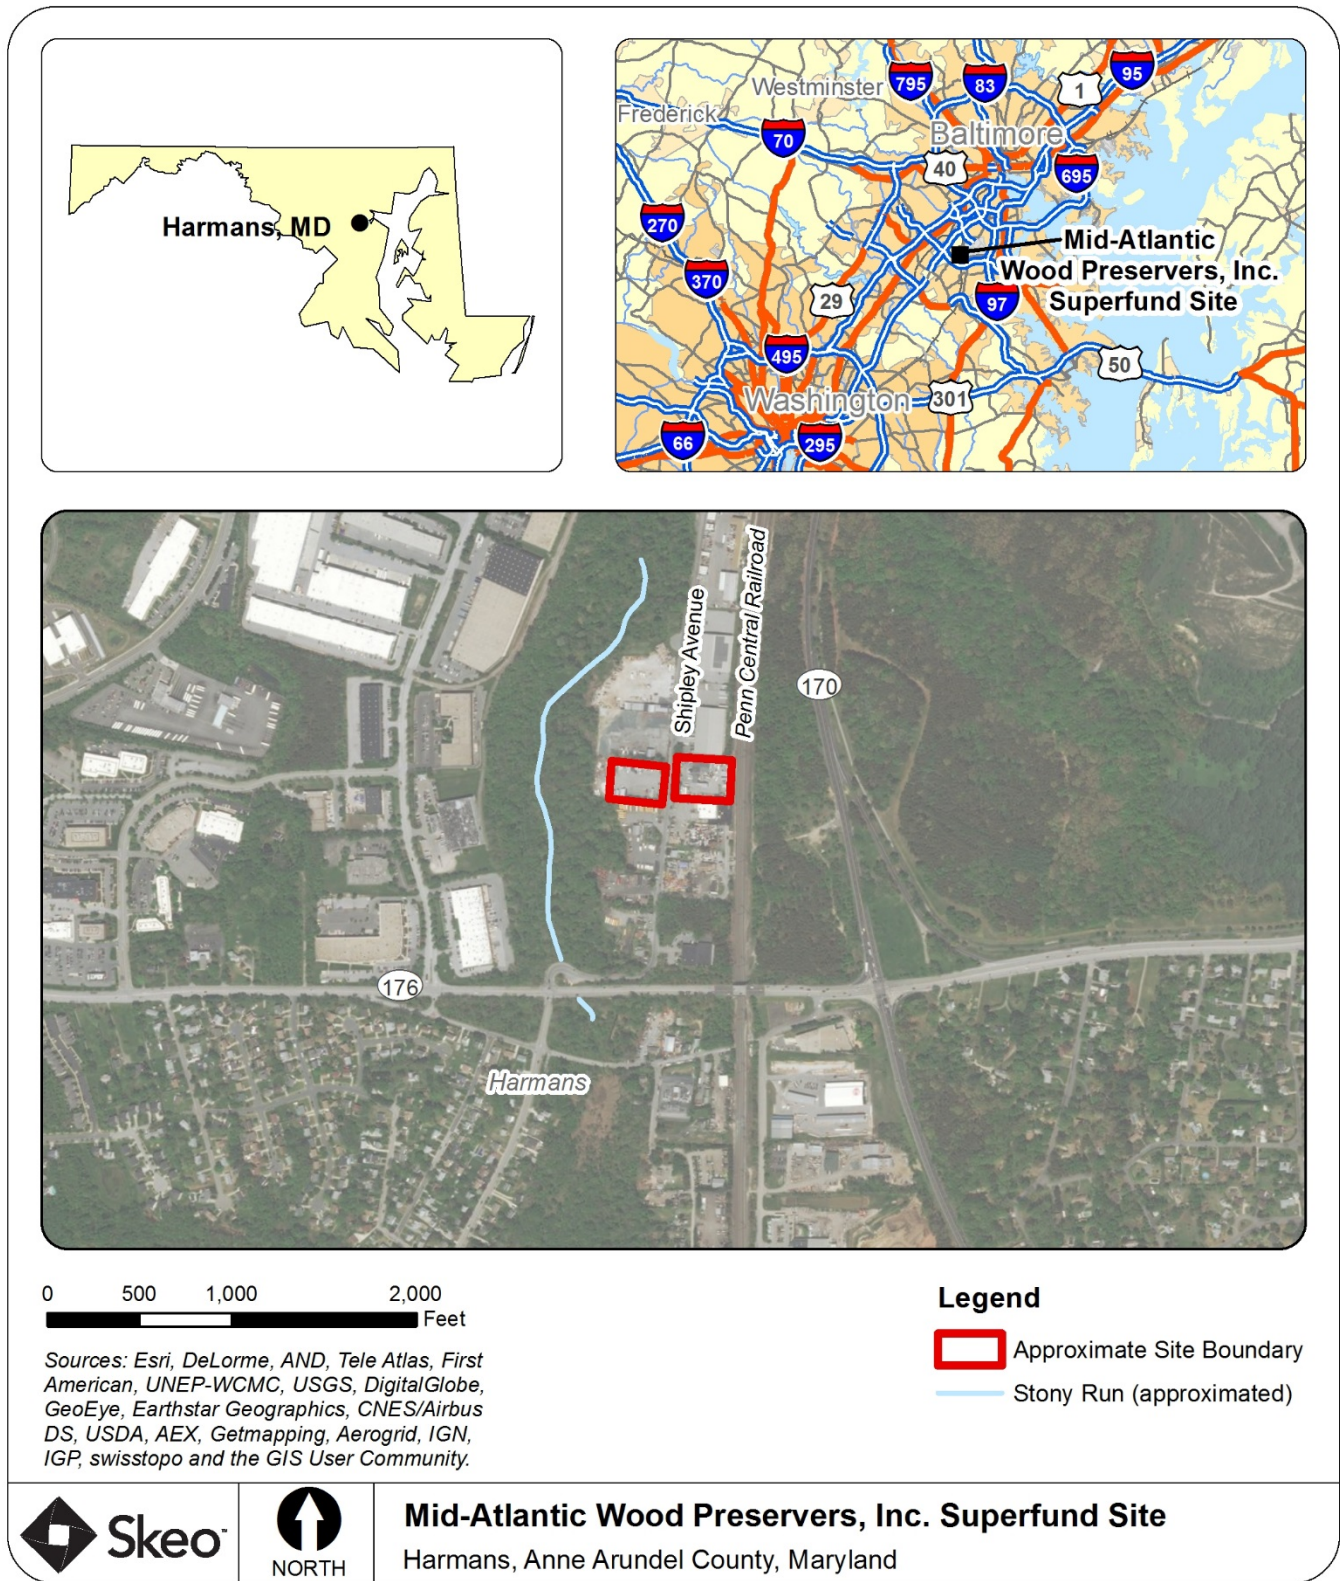 Harmans, MD
Westminster
Frederick
Baltimore
Washington
795
83
1
95
70
40
695
270
370
29
97
495
50
301
66
295
Mid-Atlantic
Wood Preservers, Inc.
Superfund Site
Shipley Avenue
Penn Central Railroad
170
176
Harmans
0 500 1,000 2,000
Feet
Sources: Esri, DeLorme, AND, Tele Atlas, First
American, UNEP-WCMC, USGS, DigitalGlobe,
GeoEye, Earthstar Geographics, CNES/Airbus
DS, USDA, AEX, Getmapping, Aerogrid, IGN,
IGP, swisstopo and the GIS User Community.
Legend
Approximate Site Boundary
Stony Run (approximated)
Skeo™
NORTH
Mid-Atlantic Wood Preservers, Inc. Superfund Site
Harmans, Anne Arundel County, Maryland